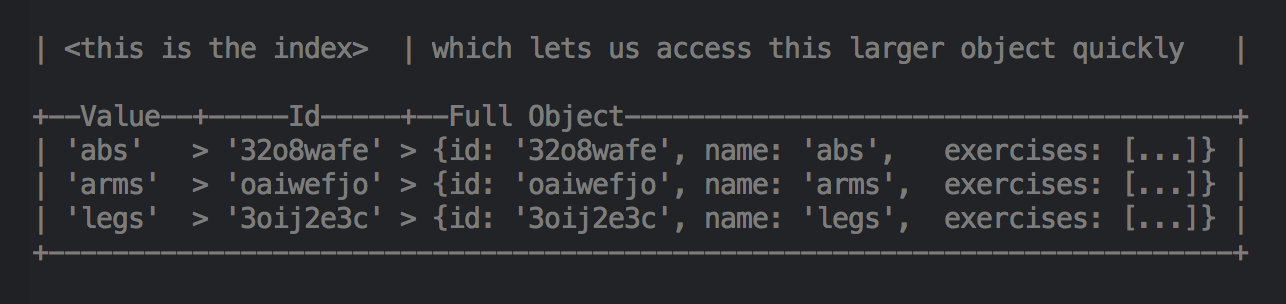 | <this is the index>  | which lets us access this larger object quickly   |
+——Value——+—————Id—————+——Full Object——————————————————————————————————————+
| 'abs'   > '32o8wafe' > {id: '32o8wafe', name: 'abs',   exercises: [...]} |
| 'arms'  > 'oaiwefjo' > {id: 'oaiwefjo', name: 'arms',  exercises: [...]} |
| 'legs'  > '3oij2e3c' > {id: '3oij2e3c', name: 'legs',  exercises: [...]} |
+——————————————————————————————————————————————————————————————————————————+